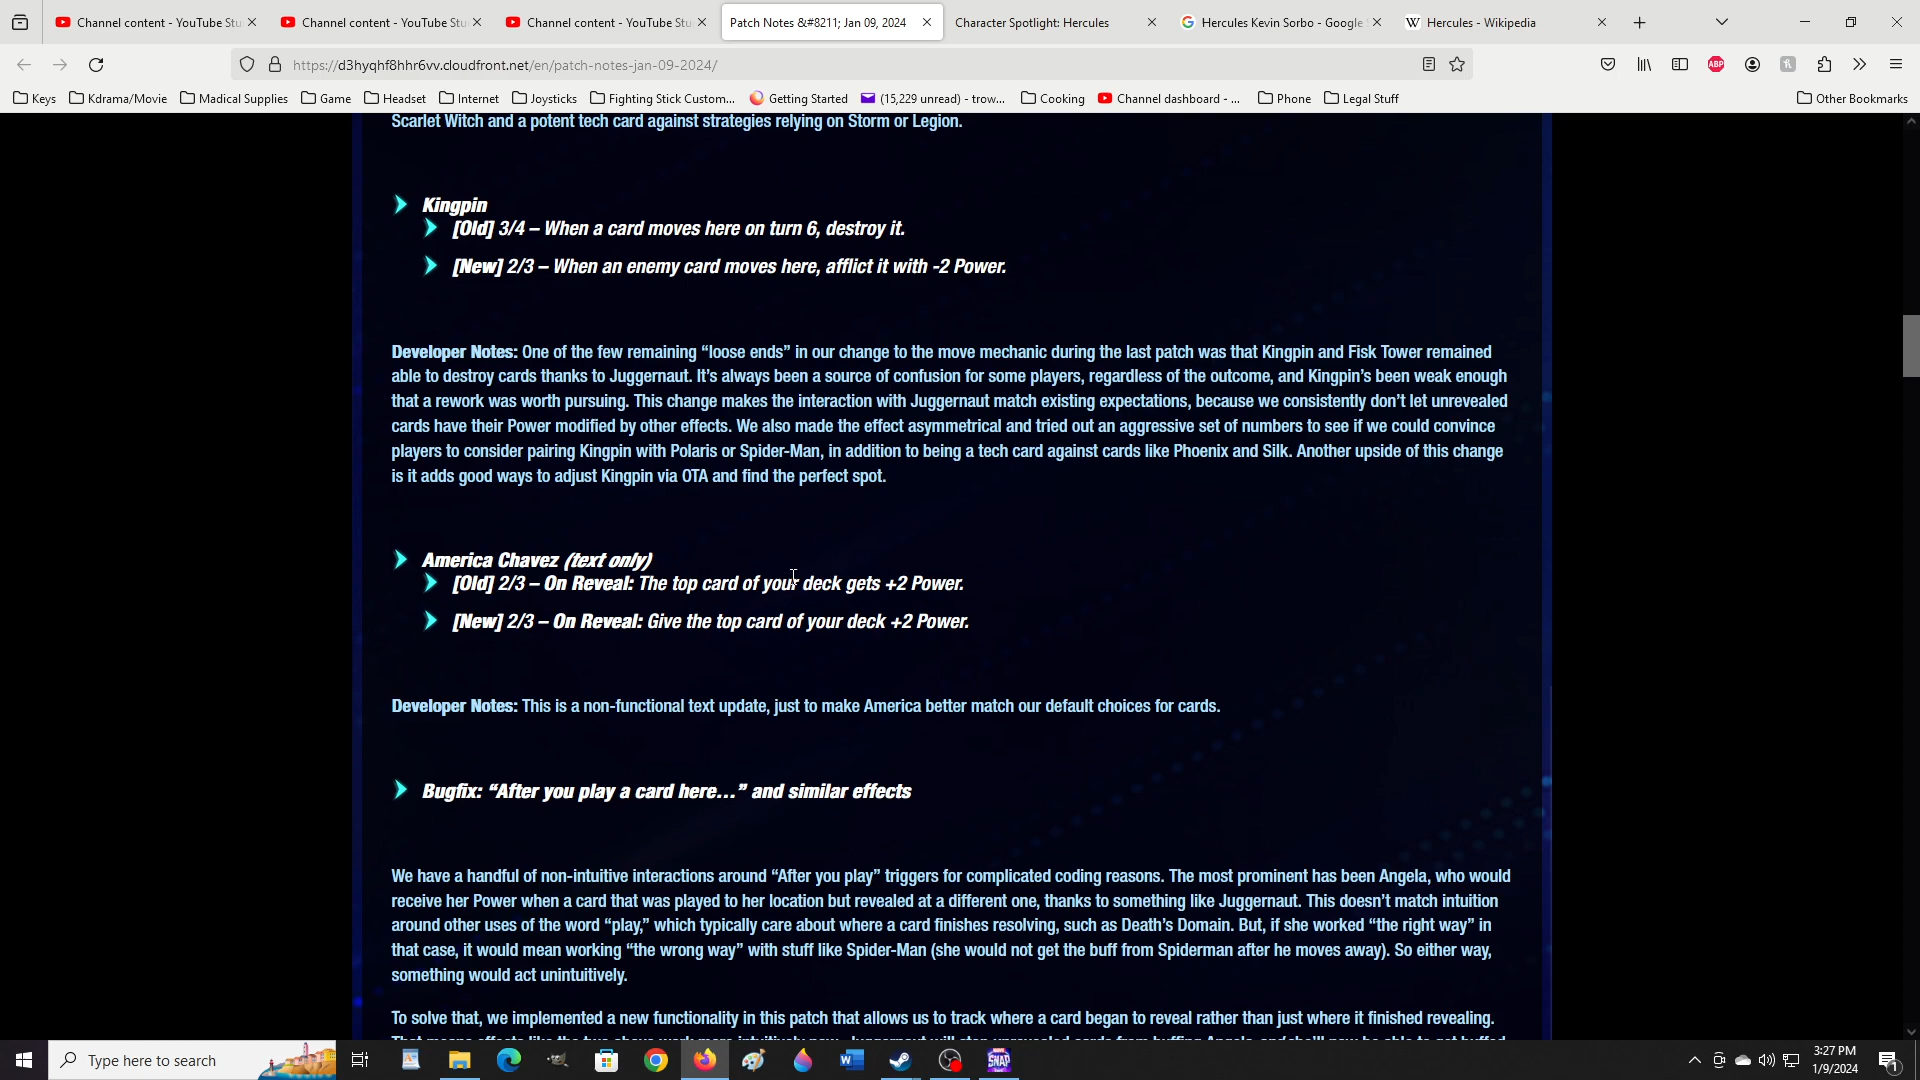 Channel content - YouTube Stu
Channel content - YouTube Stu
Channel content - YouTube Stu
Patch Notes &#8211; Jan 09, 2024
Character Spotlight: Hercules
Hercules Kevin Sorbo - Google
Hercules - Wikipedia
https://d3hyqhf8hhr6vv.cloudfront.net/en/patch-notes-jan-09-2024/
ABP
Keys
Kdrama/Movie
Madical Supplies
Game
Headset
Internet
Joysticks
Fighting Stick Custom...
Getting Started
(15,229 unread) - trow...
Cooking
Channel dashboard - ...
Phone
Legal Stuff
Other Bookmarks
Scarlet Witch and a potent tech card against strategies relying on Storm or Legion.
Kingpin
[Old] 3/4 – When a card moves here on turn 6, destroy it.
[New] 2/3 – When an enemy card moves here, afflict it with -2 Power.
Developer Notes: One of the few remaining “loose ends” in our change to the move mechanic during the last patch was that Kingpin and Fisk Tower remained
able to destroy cards thanks to Juggernaut. It’s always been a source of confusion for some players, regardless of the outcome, and Kingpin’s been weak enough
that a rework was worth pursuing. This change makes the interaction with Juggernaut match existing expectations, because we consistently don’t let unrevealed
cards have their Power modified by other effects. We also made the effect asymmetrical and tried out an aggressive set of numbers to see if we could convince
players to consider pairing Kingpin with Polaris or Spider-Man, in addition to being a tech card against cards like Phoenix and Silk. Another upside of this change
is it adds good ways to adjust Kingpin via OTA and find the perfect spot.
America Chavez (text only)
[Old] 2/3 – On Reveal: The top card of your deck gets +2 Power.
[New] 2/3 – On Reveal: Give the top card of your deck +2 Power.
Developer Notes: This is a non-functional text update, just to make America better match our default choices for cards.
Bugfix: “After you play a card here…” and similar effects
We have a handful of non-intuitive interactions around “After you play” triggers for complicated coding reasons. The most prominent has been Angela, who would
receive her Power when a card that was played to her location but revealed at a different one, thanks to something like Juggernaut. This doesn’t match intuition
around other uses of the word “play,” which typically care about where a card finishes resolving, such as Death’s Domain. But, if she worked “the right way” in
that case, it would mean working “the wrong way” with stuff like Spider-Man (she would not get the buff from Spiderman after he moves away). So either way,
something would act unintuitively.
To solve that, we implemented a new functionality in this patch that allows us to track where a card began to reveal rather than just where it finished revealing.
Type here to search
SNAP
3:27 PM
1/9/2024
1